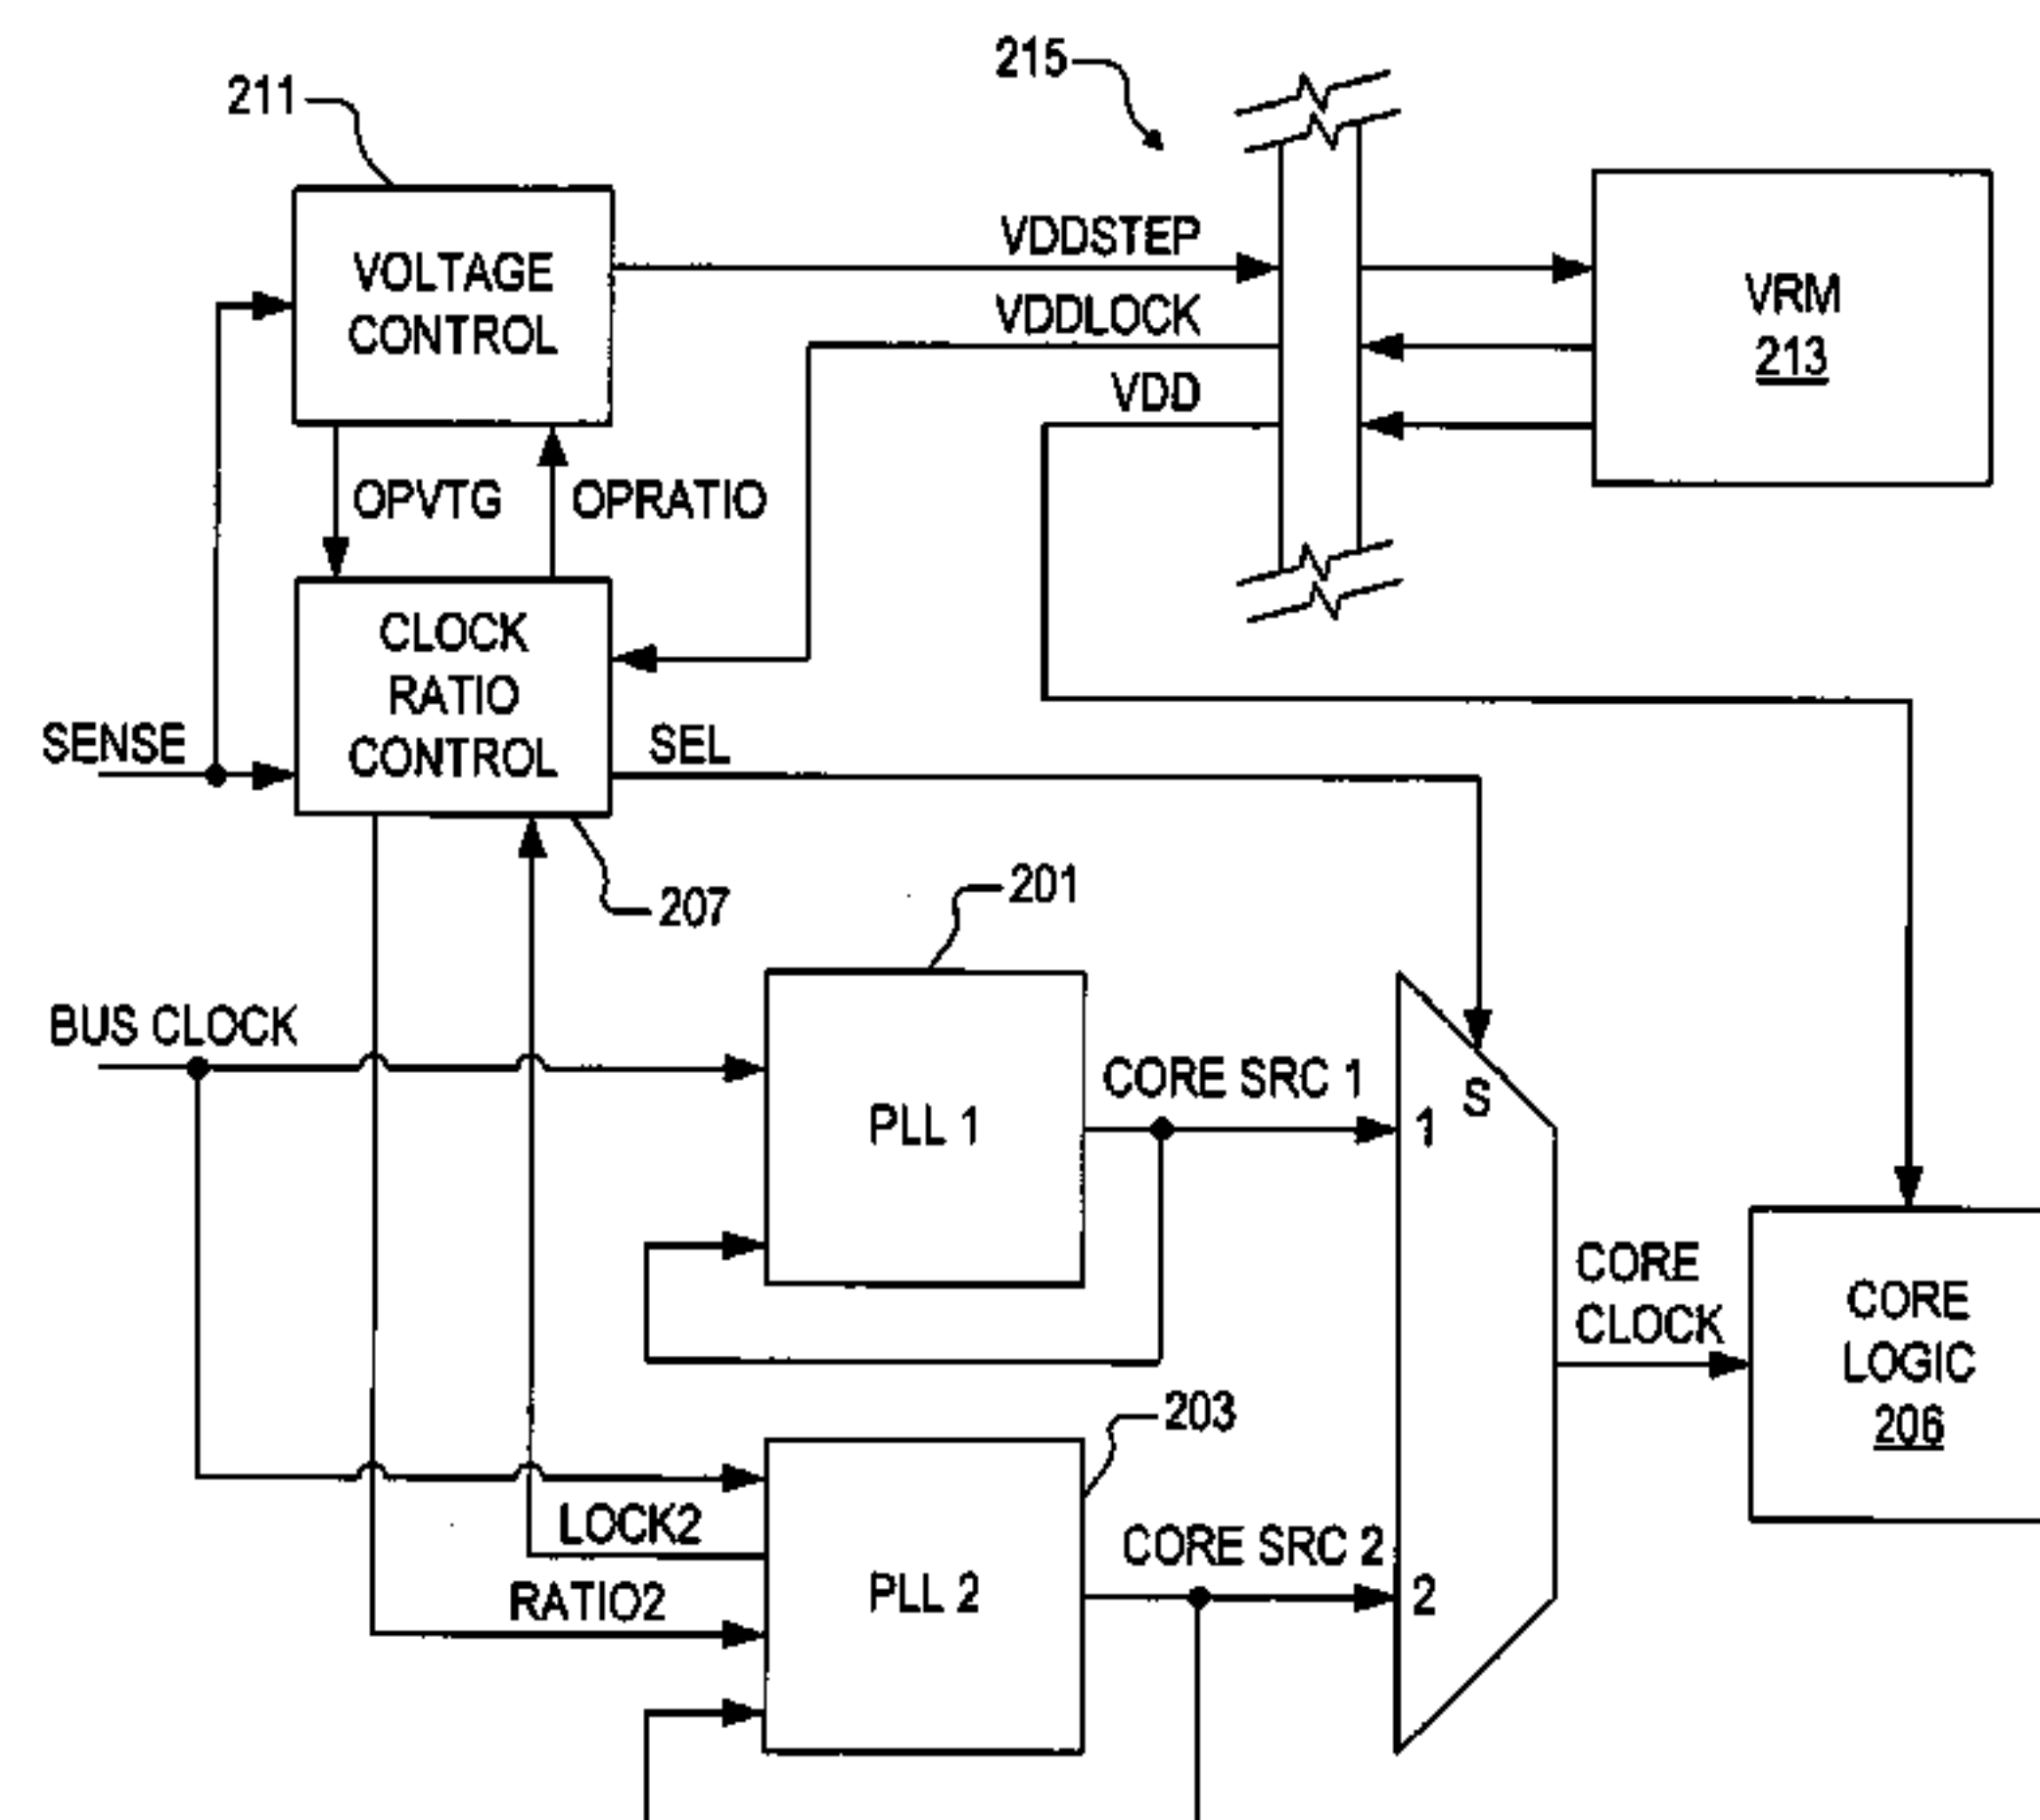 215
211
VOLTAGE
CONTROL
VDDSTEP
VDDLOCK
VDD
VRM
213
OPVTG
OPRATIO
CLOCK
RATIO
CONTROL
SENSE
SEL
207
201
BUS CLOCK
PLL 1
CORE SRC 1
S
1
CORE
CLOCK
CORE
LOGIC
206
203
LOCK2
RATIO2
PLL 2
CORE SRC 2
2